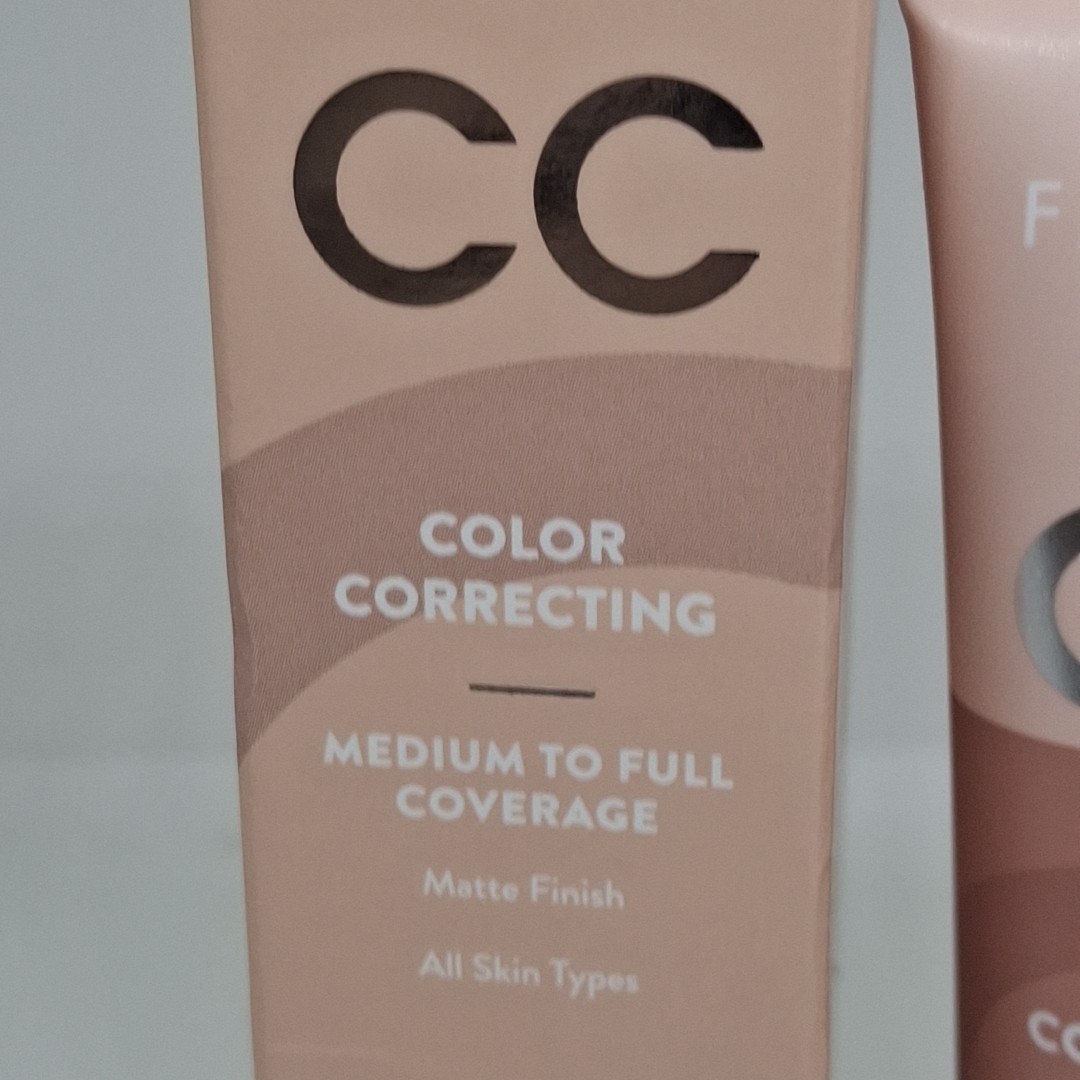 CC
COLOR
CORRECTING
MEDIUM TO FULL
COVERAGE
Matte Finish
All Skin Types
F